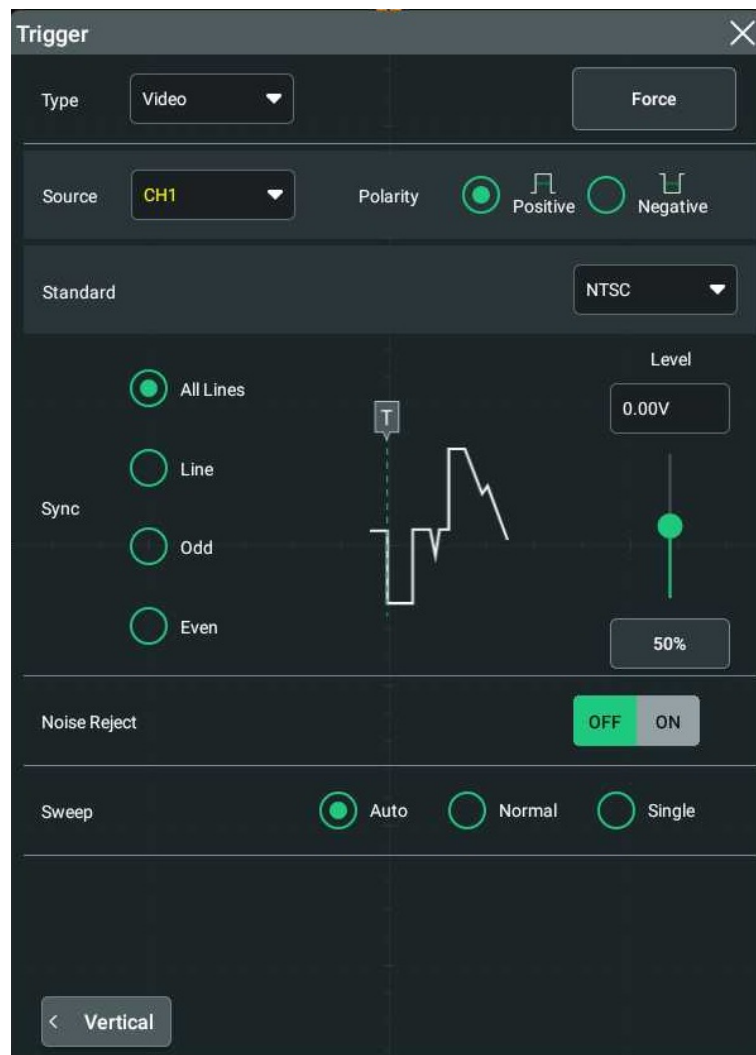 Trigger
Type Video Force
Source CH1 Polarity Positive Negative
Standard NTSC
Level
All Lines 0.00V
T
Line
Sync
Odd
Even 50%
Noise Reject OFF ON
Sweep Auto Normal Single
< Vertical